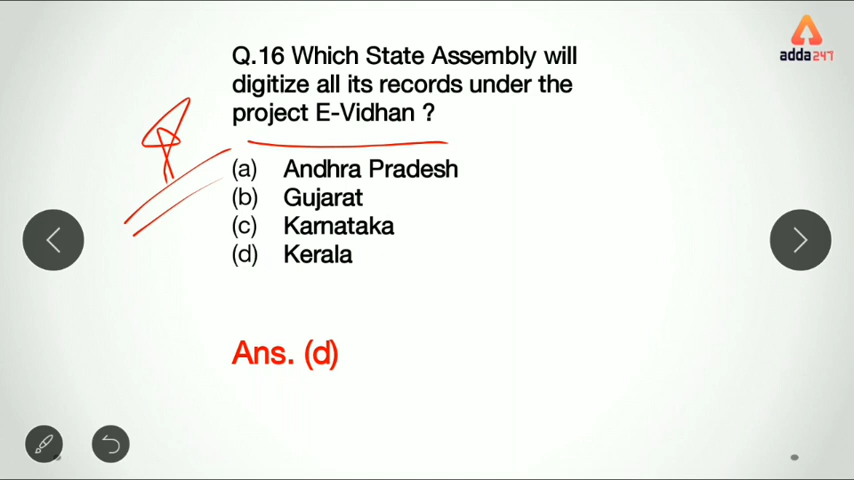 adda247
Q.16 Which State Assembly will
digitize all its records under the
project E-Vidhan ?
(a) Andhra Pradesh
(b) Gujarat
(c) Karnataka
(d) Kerala
Ans. (d)